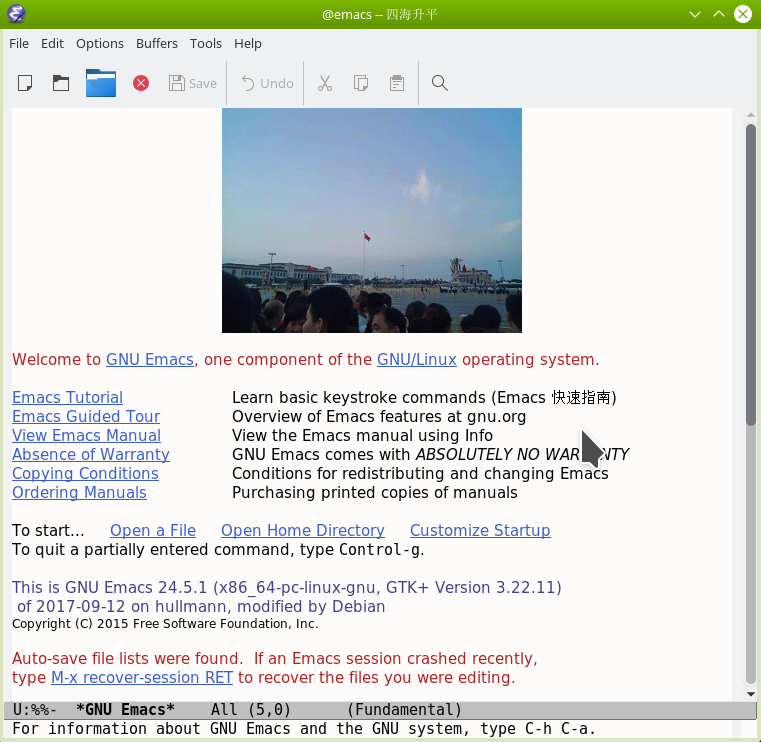 @emacs -- 四海升平
File Edit Options Buffers Tools Help
Save Undo
Welcome to GNU Emacs, one component of the GNU/Linux operating system.
Emacs Tutorial Learn basic keystroke commands (Emacs 快速指南)
Emacs Guided Tour Overview of Emacs features at gnu.org
View Emacs Manual View the Emacs manual using Info
Absence of Warranty GNU Emacs comes with ABSOLUTELY NO WARRANTY
Copying Conditions Conditions for redistributing and changing Emacs
Ordering Manuals Purchasing printed copies of manuals
To start... Open a File Open Home Directory Customize Startup
To quit a partially entered command, type Control-g.
This is GNU Emacs 24.5.1 (x86_64-pc-linux-gnu, GTK+ Version 3.22.11)
of 2017-09-12 on hullmann, modified by Debian
Copyright (C) 2015 Free Software Foundation, Inc.
Auto-save file lists were found. If an Emacs session crashed recently,
type M-x recover-session RET to recover the files you were editing.
U:%%- *GNU Emacs* All (5,0) (Fundamental)
For information about GNU Emacs and the GNU system, type C-h C-a.